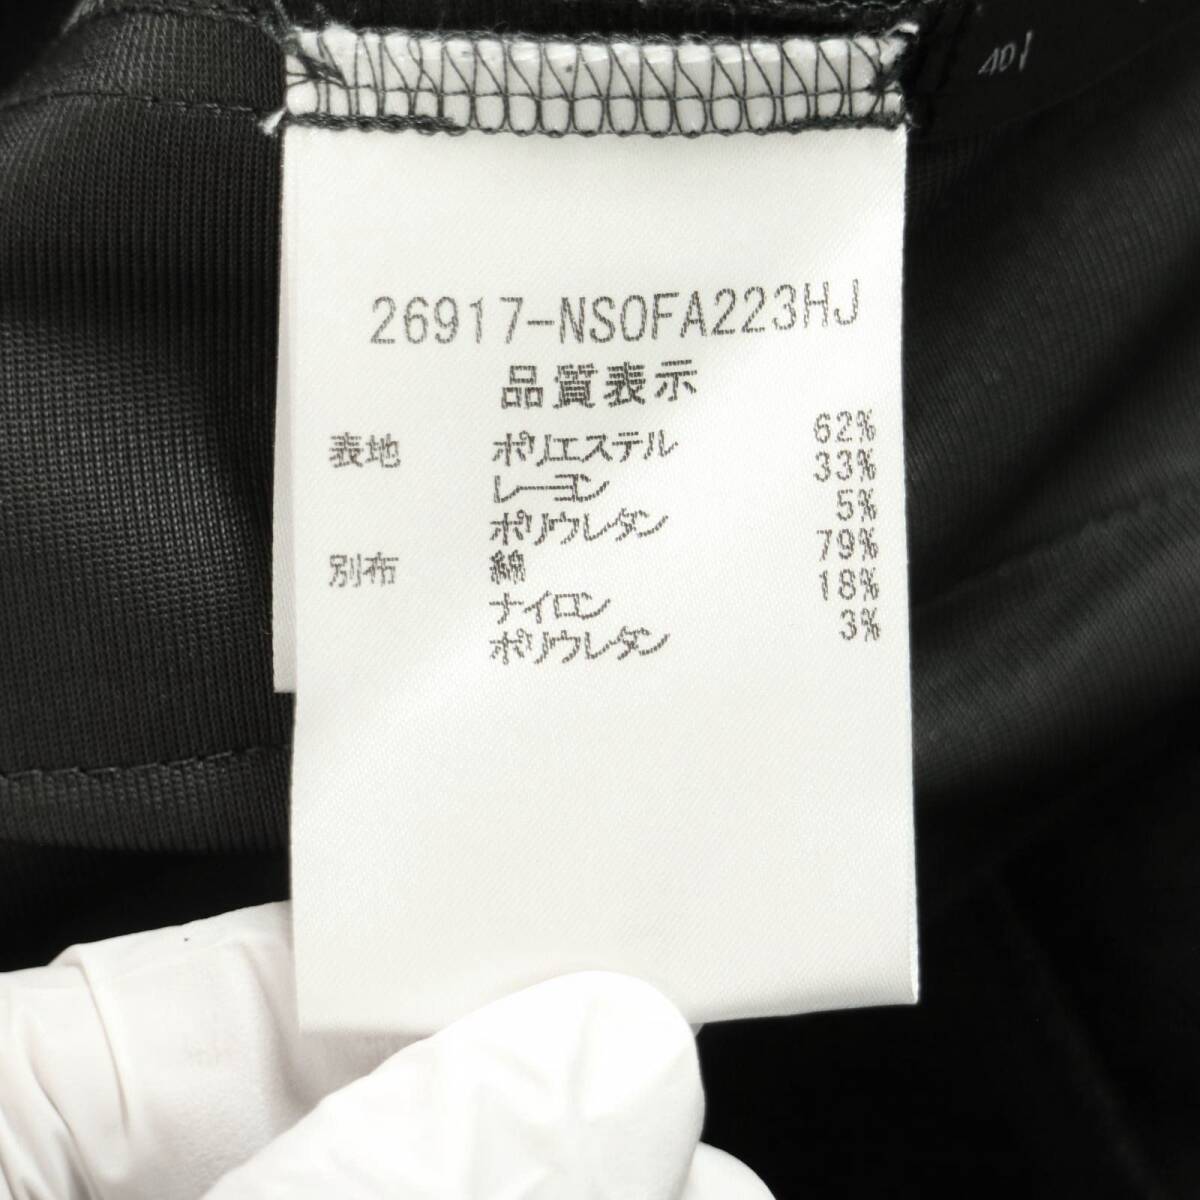 26917-NSOFA223HJ
品質表示
表地 ポリエステル 62%
レーヨン 33%
ポリウレタン 5%
別布 綿 79%
ナイロン 18%
ポリウレタン 3%